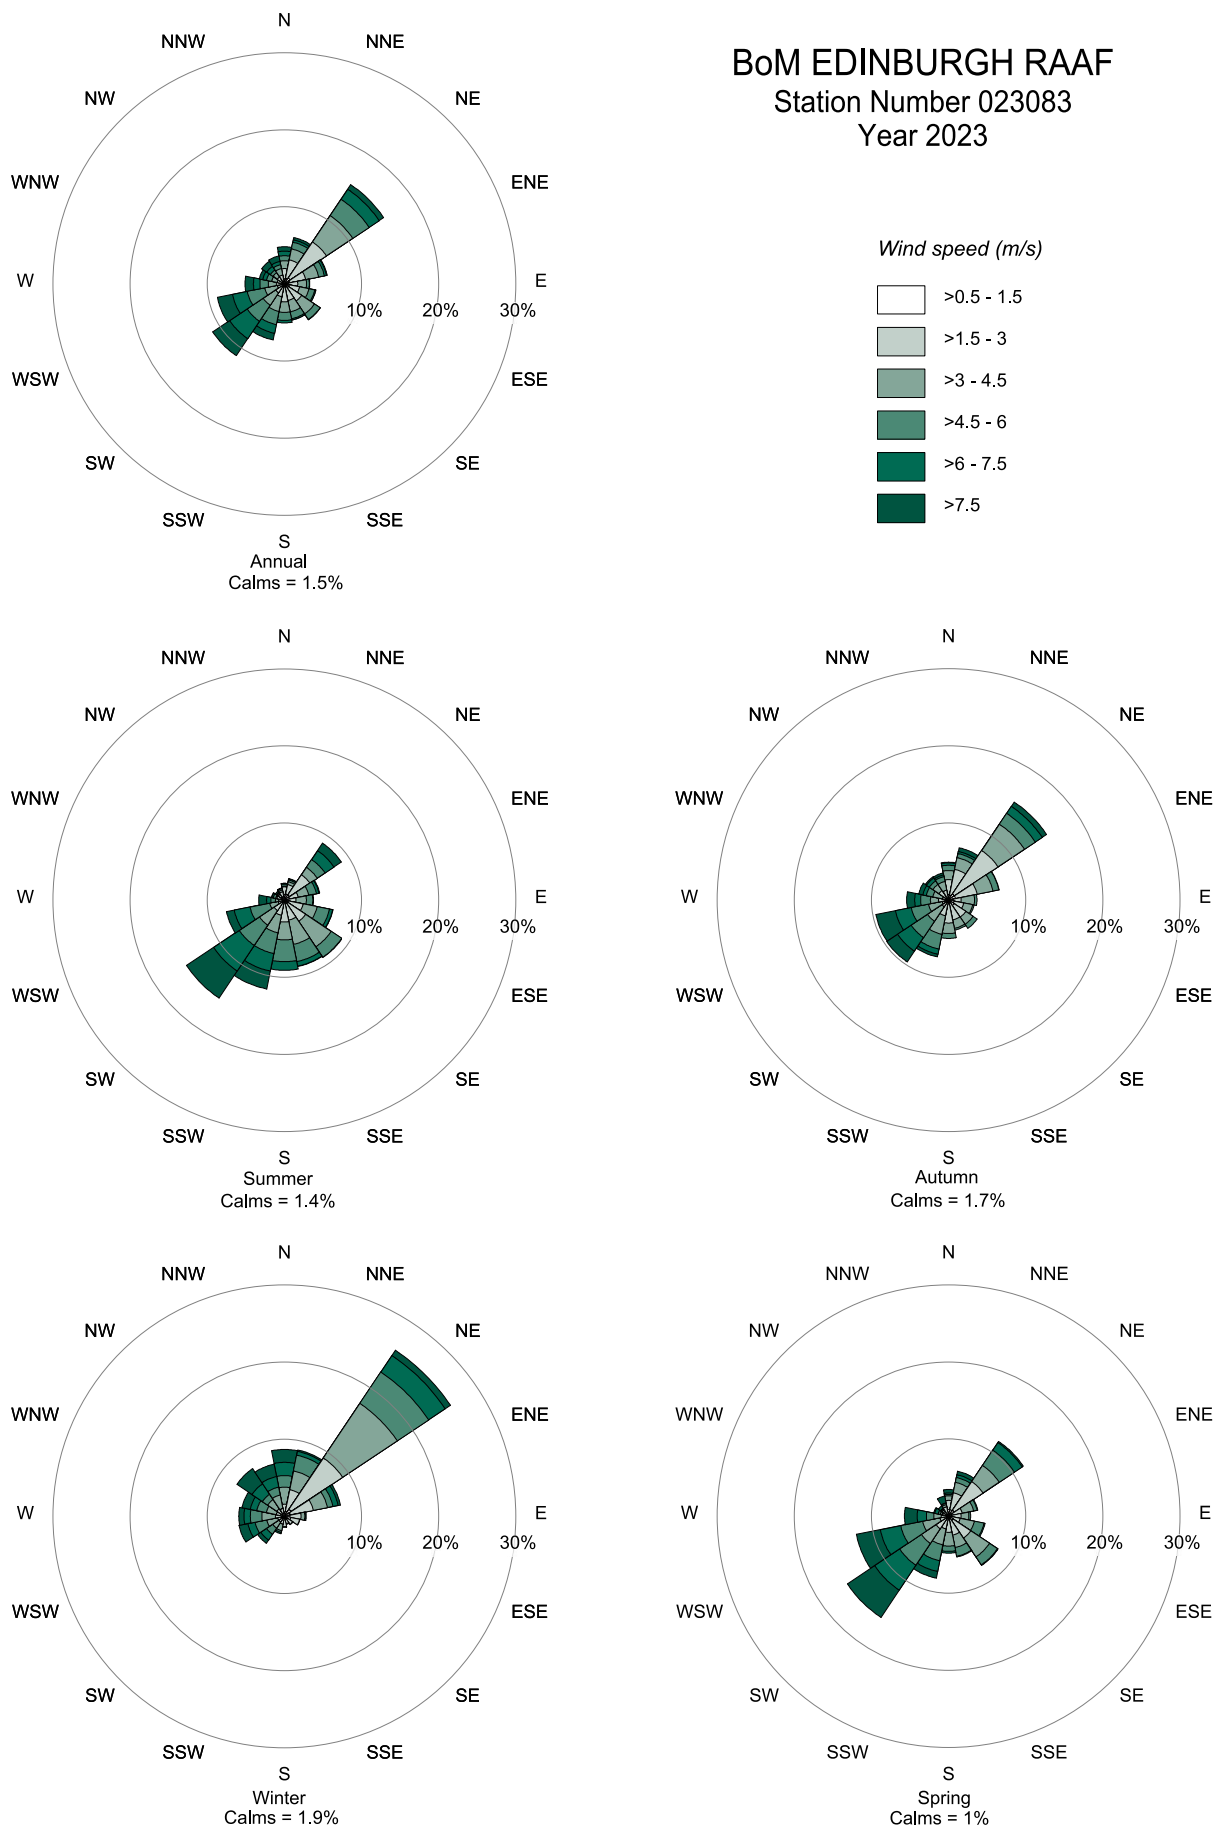 BoM EDINBURGH RAAF
Station Number 023083
Year 2023
Wind speed (m/s)
>0.5 - 1.5
>1.5 - 3
>3 - 4.5
>4.5 - 6
>6 - 7.5
>7.5
N
NNW NNE
NW NE
WNW ENE
W E
10% 20% 30%
WSW ESE
SW SE
SSW SSE
S
Annual
Calms = 1.5%
N
NNW NNE
NW NE
WNW ENE
W E
10% 20% 30%
WSW ESE
SW SE
SSW SSE
S
Summer
Calms = 1.4%
N
NNW NNE
NW NE
WNW ENE
W E
10% 20% 30%
WSW ESE
SW SE
SSW SSE
S
Autumn
Calms = 1.7%
N
NNW NNE
NW NE
WNW ENE
W E
10% 20% 30%
WSW ESE
SW SE
SSW SSE
S
Winter
Calms = 1.9%
N
NNW NNE
NW NE
WNW ENE
W E
10% 20% 30%
WSW ESE
SW SE
SSW SSE
S
Spring
Calms = 1%